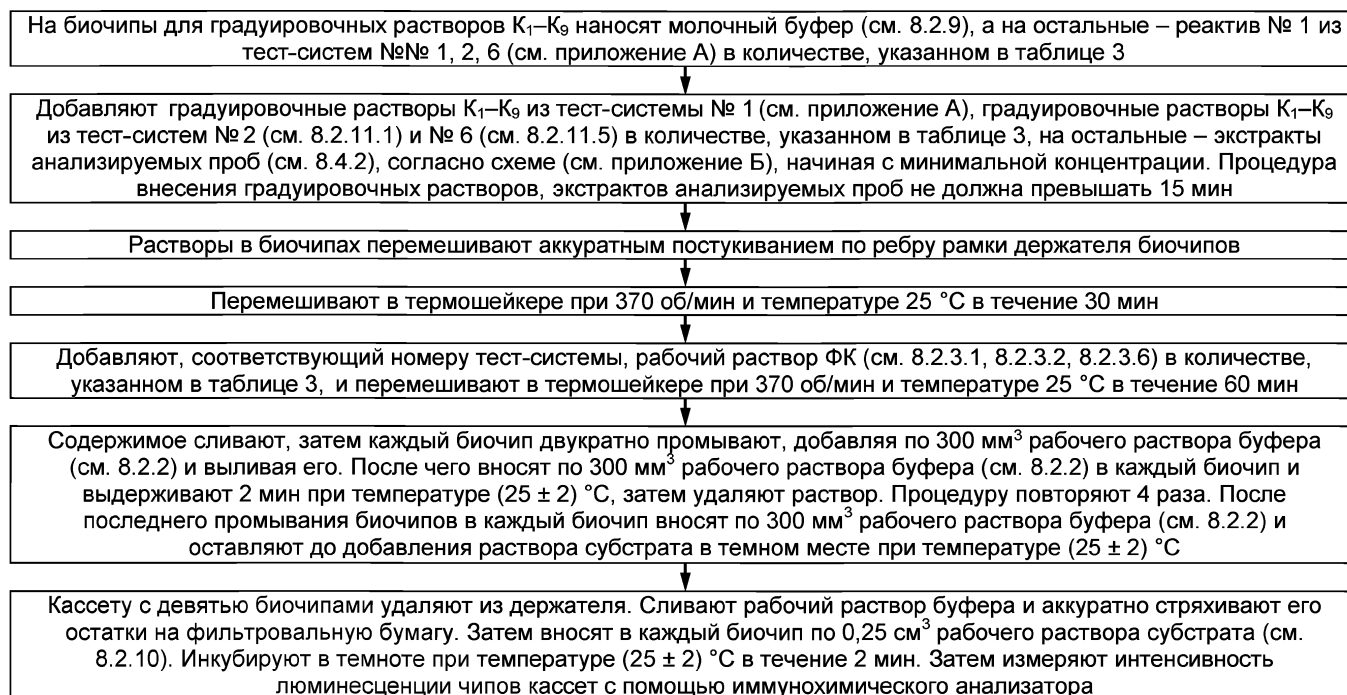 На биочипы для градуировочных растворов К₁–К₉ наносят молочный буфер (см. 8.2.9), а на остальные – реактив № 1 из
тест-систем №№ 1, 2, 6 (см. приложение А) в количестве, указанном в таблице 3
Добавляют градуировочные растворы К₁–К₉ из тест-системы № 1 (см. приложение А), градуировочные растворы К₁–К₉
из тест-систем № 2 (см. 8.2.11.1) и № 6 (см. 8.2.11.5) в количестве, указанном в таблице 3, на остальные – экстракты
анализируемых проб (см. 8.4.2), согласно схеме (см. приложение Б), начиная с минимальной концентрации. Процедура
внесения градуировочных растворов, экстрактов анализируемых проб не должна превышать 15 мин
Растворы в биочипах перемешивают аккуратным постукиванием по ребру рамки держателя биочипов
Перемешивают в термошейкере при 370 об/мин и температуре 25 °С в течение 30 мин
Добавляют, соответствующий номеру тест-системы, рабочий раствор ФК (см. 8.2.3.1, 8.2.3.2, 8.2.3.6) в количестве,
указанном в таблице 3, и перемешивают в термошейкере при 370 об/мин и температуре 25 °С в течение 60 мин
Содержимое сливают, затем каждый биочип двукратно промывают, добавляя по 300 мм³ рабочего раствора буфера
(см. 8.2.2) и выливая его. После чего вносят по 300 мм³ рабочего раствора буфера (см. 8.2.2) в каждый биочип и
выдерживают 2 мин при температуре (25 ± 2) °С, затем удаляют раствор. Процедуру повторяют 4 раза. После
последнего промывания биочипов в каждый биочип вносят по 300 мм³ рабочего раствора буфера (см. 8.2.2) и
оставляют до добавления раствора субстрата в темном месте при температуре (25 ± 2) °С
Кассету с девятью биочипами удаляют из держателя. Сливают рабочий раствор буфера и аккуратно стряхивают его
остатки на фильтровальную бумагу. Затем вносят в каждый биочип по 0,25 см³ рабочего раствора субстрата (см.
8.2.10). Инкубируют в темноте при температуре (25 ± 2) °С в течение 2 мин. Затем измеряют интенсивность
люминесценции чипов кассет с помощью иммунохимического анализатора